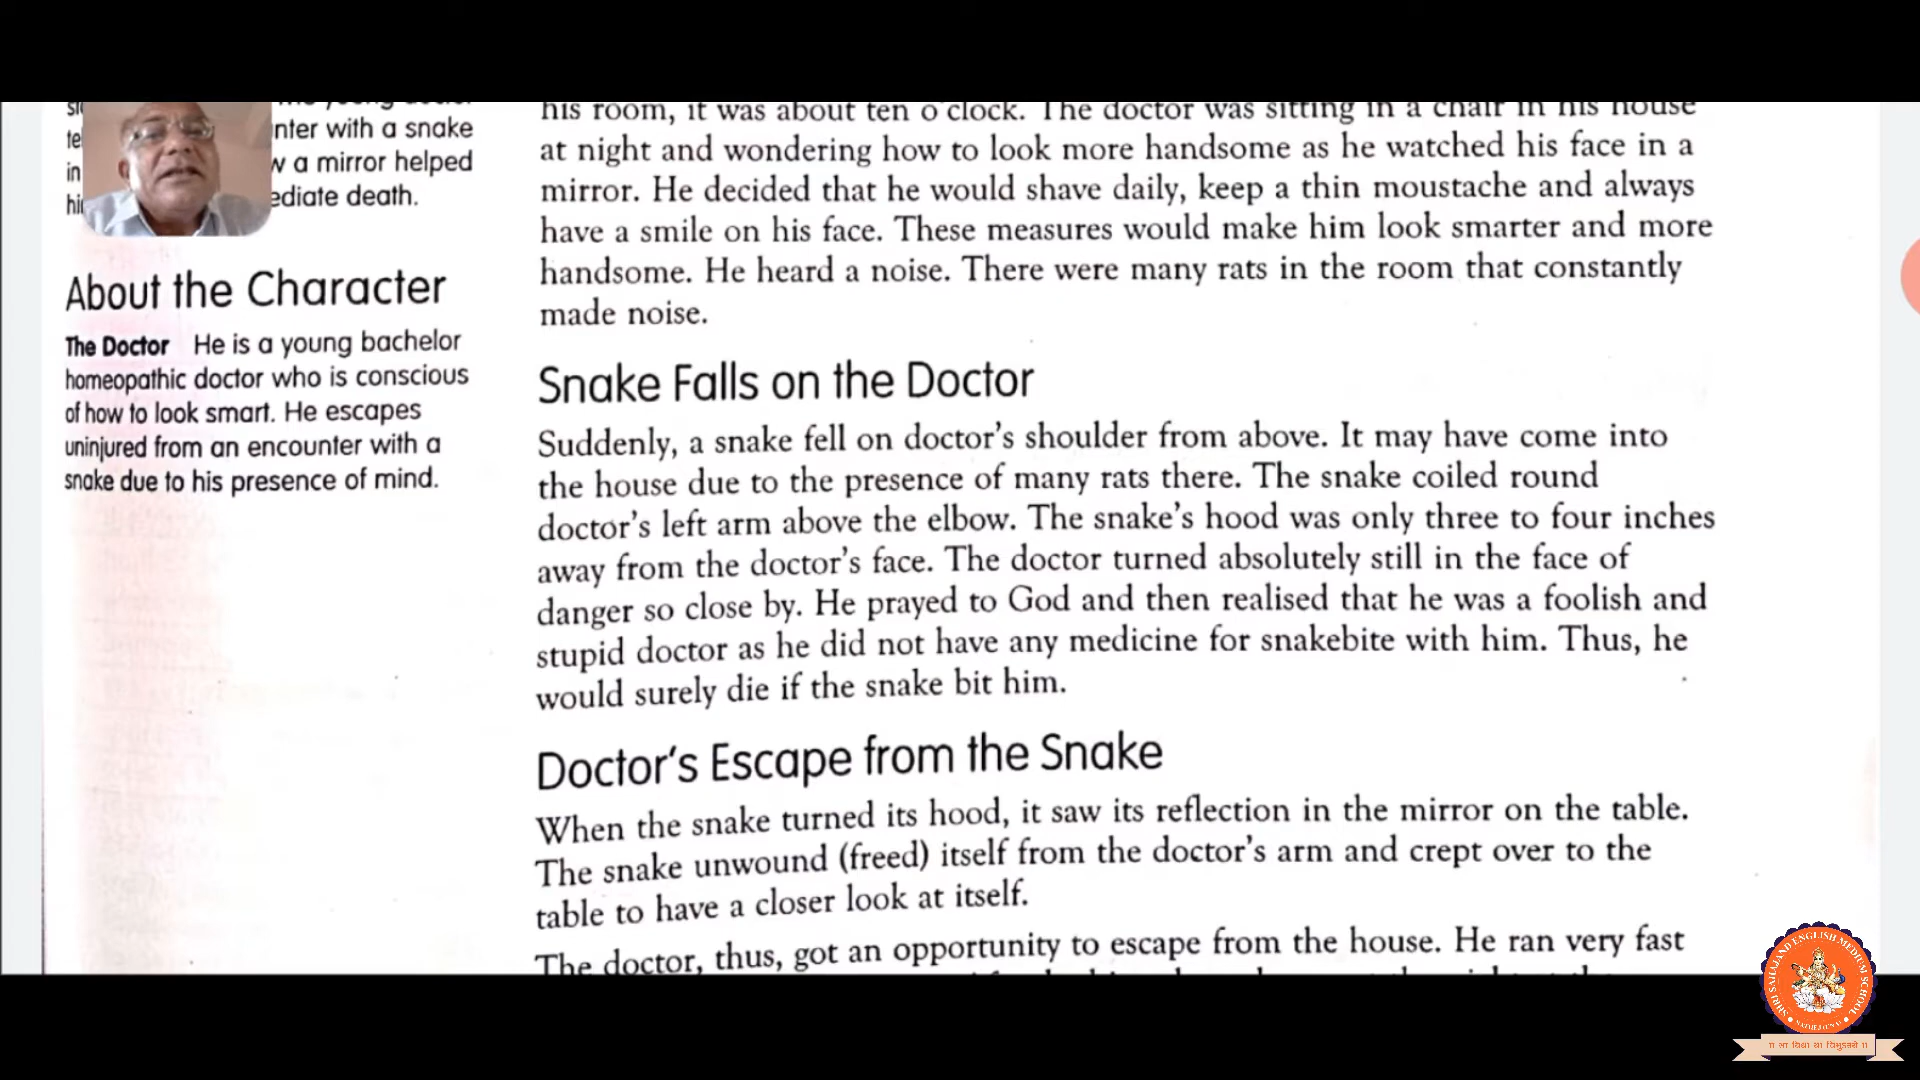 nter with a snake
w a mirror helped
ediate death.
About the Character
The Doctor He is a young bachelor
homeopathic doctor who is conscious
of how to look smart. He escapes
uninjured from an encounter with a
snake due to his presence of mind.
his room, it was about ten o'clock. The doctor was sitting in a chair in his house
at night and wondering how to look more handsome as he watched his face in a
mirror. He decided that he would shave daily, keep a thin moustache and always
have a smile on his face. These measures would make him look smarter and more
handsome. He heard a noise. There were many rats in the room that constantly
made noise.
Snake Falls on the Doctor
Suddenly, a snake fell on doctor's shoulder from above. It may have come into
the house due to the presence of many rats there. The snake coiled round
doctor's left arm above the elbow. The snake's hood was only three to four inches
away from the doctor's face. The doctor turned absolutely still in the face of
danger so close by. He prayed to God and then realised that he was a foolish and
stupid doctor as he did not have any medicine for snakebite with him. Thus, he
would surely die if the snake bit him.
Doctor's Escape from the Snake
When the snake turned its hood, it saw its reflection in the mirror on the table.
The snake unwound (freed) itself from the doctor's arm and crept over to the
table to have a closer look at itself.
The doctor, thus, got an opportunity to escape from the house. He ran very fast
SHRI SAHAJANAND ENGLISH MEDIUM SCHOOL
॥ सा विद्या या विमुक्तये ॥